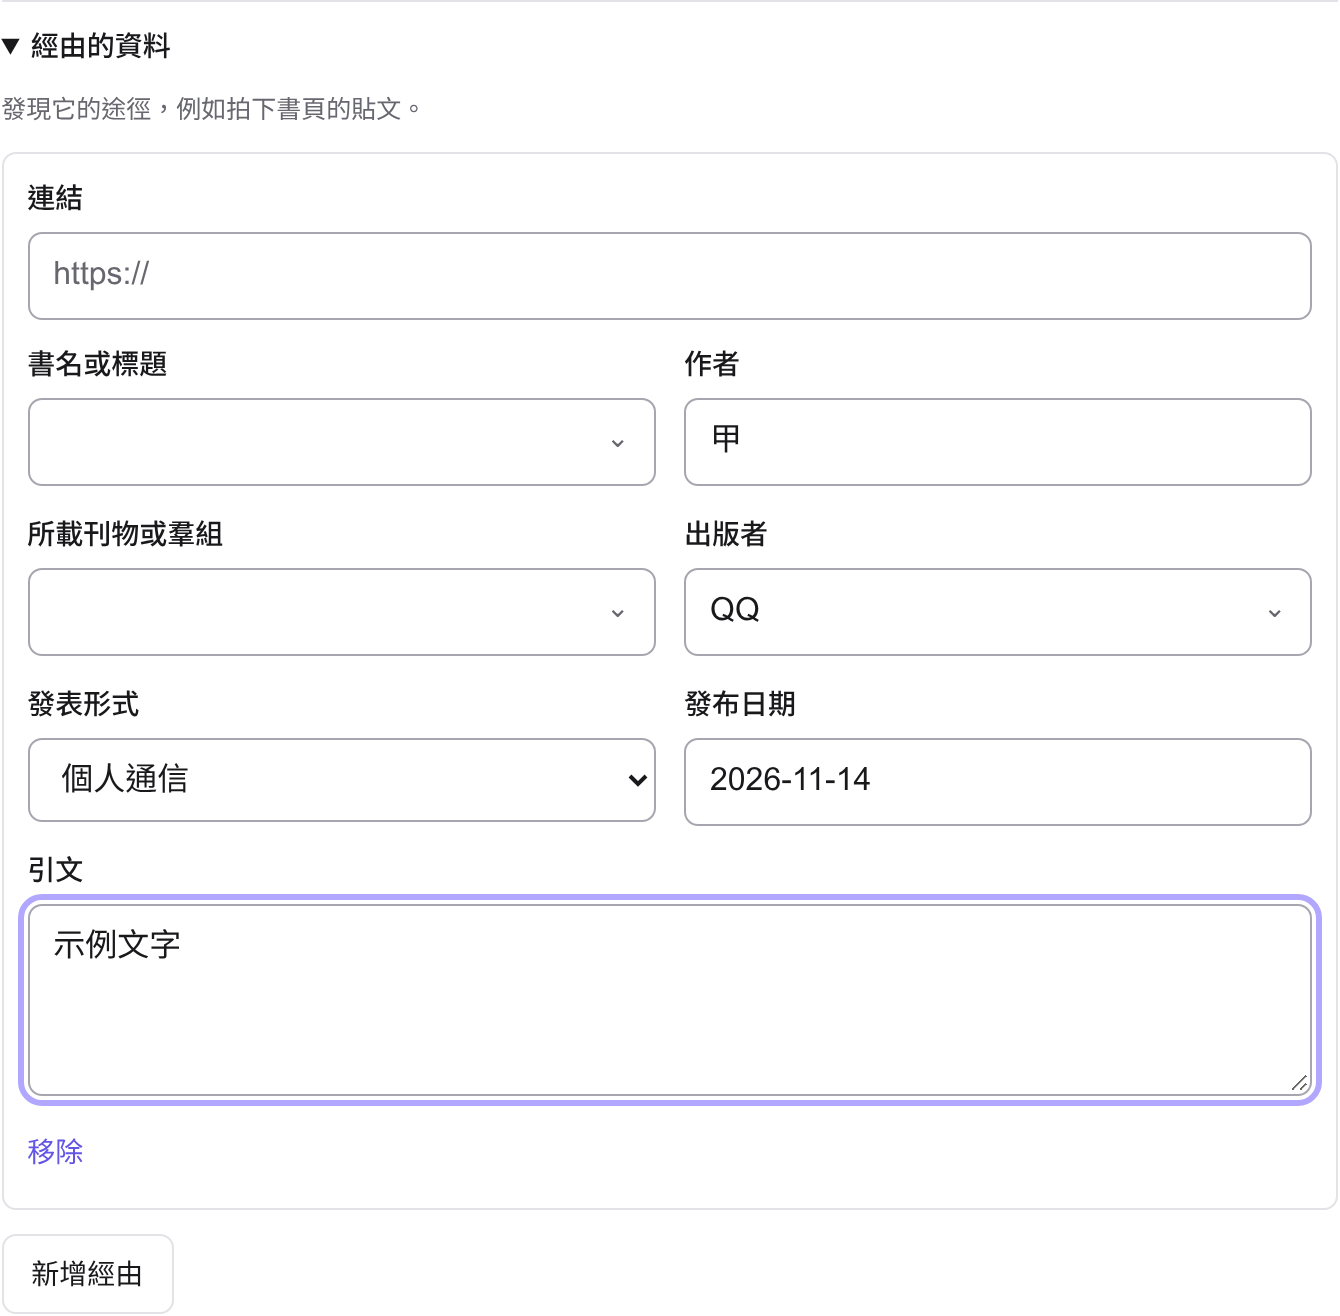 經由的資料
發現它的途徑，例如拍下書頁的貼文。
連結
https://
書名或標題
作者
甲
所載刊物或羣組
出版者
QQ
發表形式
發布日期
個人通信
2026-11-14
引文
示例文字
移除
新增經由